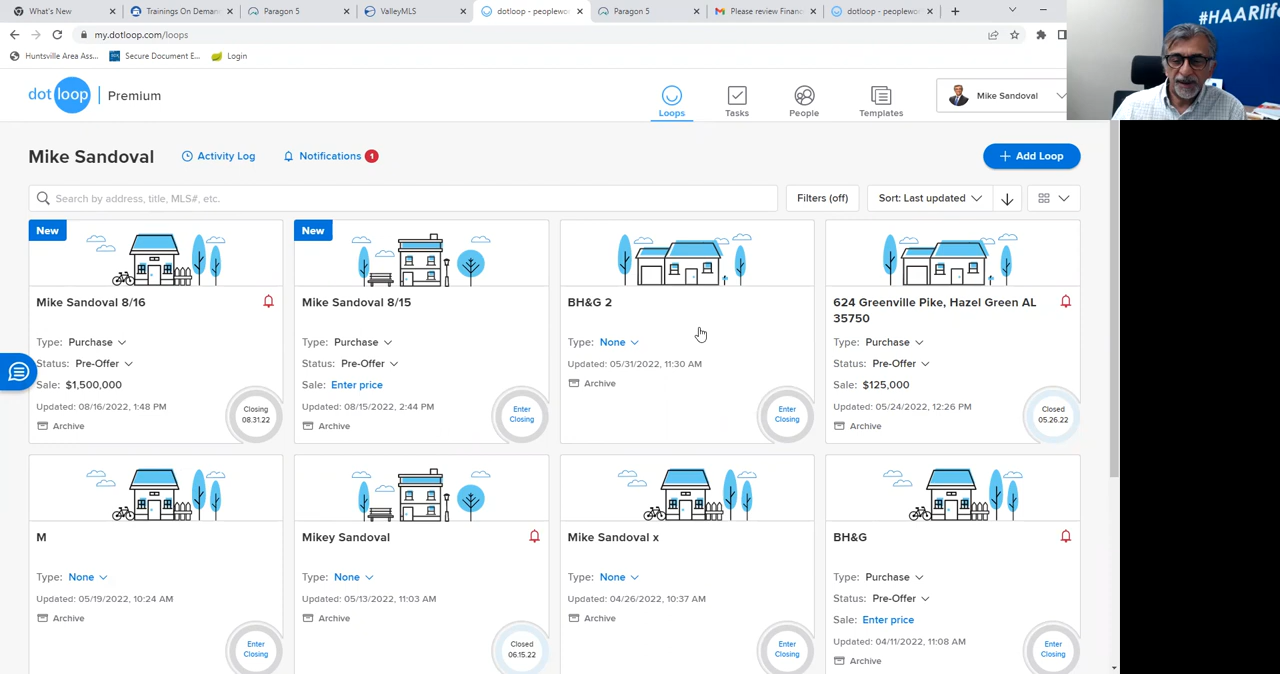 What's New
Trainings On Deman
Paragon 5
ValleyMLS
dotloop - peoplewo
Paragon 5
Please review Financ
dotloop - peoplewor
my.dotloop.com/loops
Huntsville Area Ass...
Secure Document E...
Login
#HAARlife
dot loop | Premium
Loops
Tasks
People
Templates
Mike Sandoval
Mike Sandoval
Activity Log
Notifications 1
+ Add Loop
Search by address, title, MLS#, etc.
Filters (off)
Sort: Last updated
New
Mike Sandoval 8/16
Type: Purchase
Status: Pre-Offer
Sale: $1,500,000
Updated: 08/16/2022, 1:48 PM
Archive
Closing
08.31.22
New
Mike Sandoval 8/15
Type: Purchase
Status: Pre-Offer
Sale: Enter price
Updated: 08/15/2022, 2:44 PM
Archive
Enter
Closing
BH&G 2
Type: None
Updated: 05/31/2022, 11:30 AM
Archive
Enter
Closing
624 Greenville Pike, Hazel Green AL
35750
Type: Purchase
Status: Pre-Offer
Sale: $125,000
Updated: 05/24/2022, 12:26 PM
Archive
Closed
05.26.22
M
Type: None
Updated: 05/19/2022, 10:24 AM
Archive
Enter
Closing
Mikey Sandoval
Type: None
Updated: 05/13/2022, 11:03 AM
Archive
Closed
06.15.22
Mike Sandoval x
Type: None
Updated: 04/26/2022, 10:37 AM
Archive
Enter
Closing
BH&G
Type: Purchase
Status: Pre-Offer
Sale: Enter price
Updated: 04/11/2022, 11:08 AM
Archive
Enter
Closing